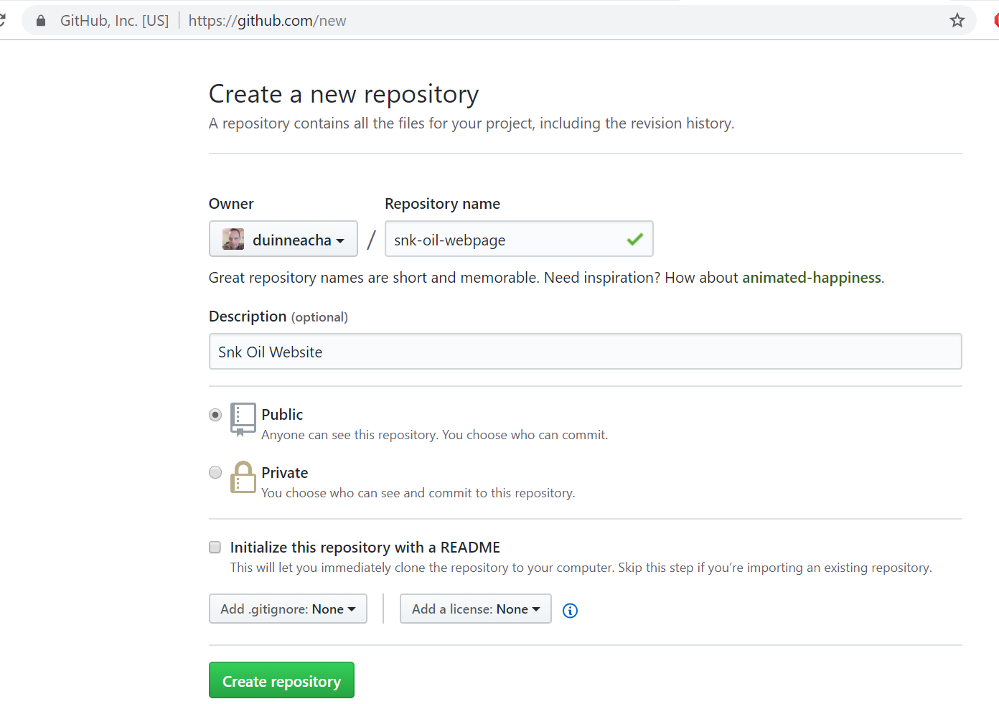 GitHub, Inc. [US] https://github.com/new
Create a new repository
A repository contains all the files for your project, including the revision history.
Owner Repository name
duinneacha / snk-oil-webpage
Great repository names are short and memorable. Need inspiration? How about animated-happiness.
Description (optional)
Snk Oil Website
Public
Anyone can see this repository. You choose who can commit.
Private
You choose who can see and commit to this repository.
Initialize this repository with a README
This will let you immediately clone the repository to your computer. Skip this step if you’re importing an existing repository.
Add .gitignore: None Add a license: None
Create repository